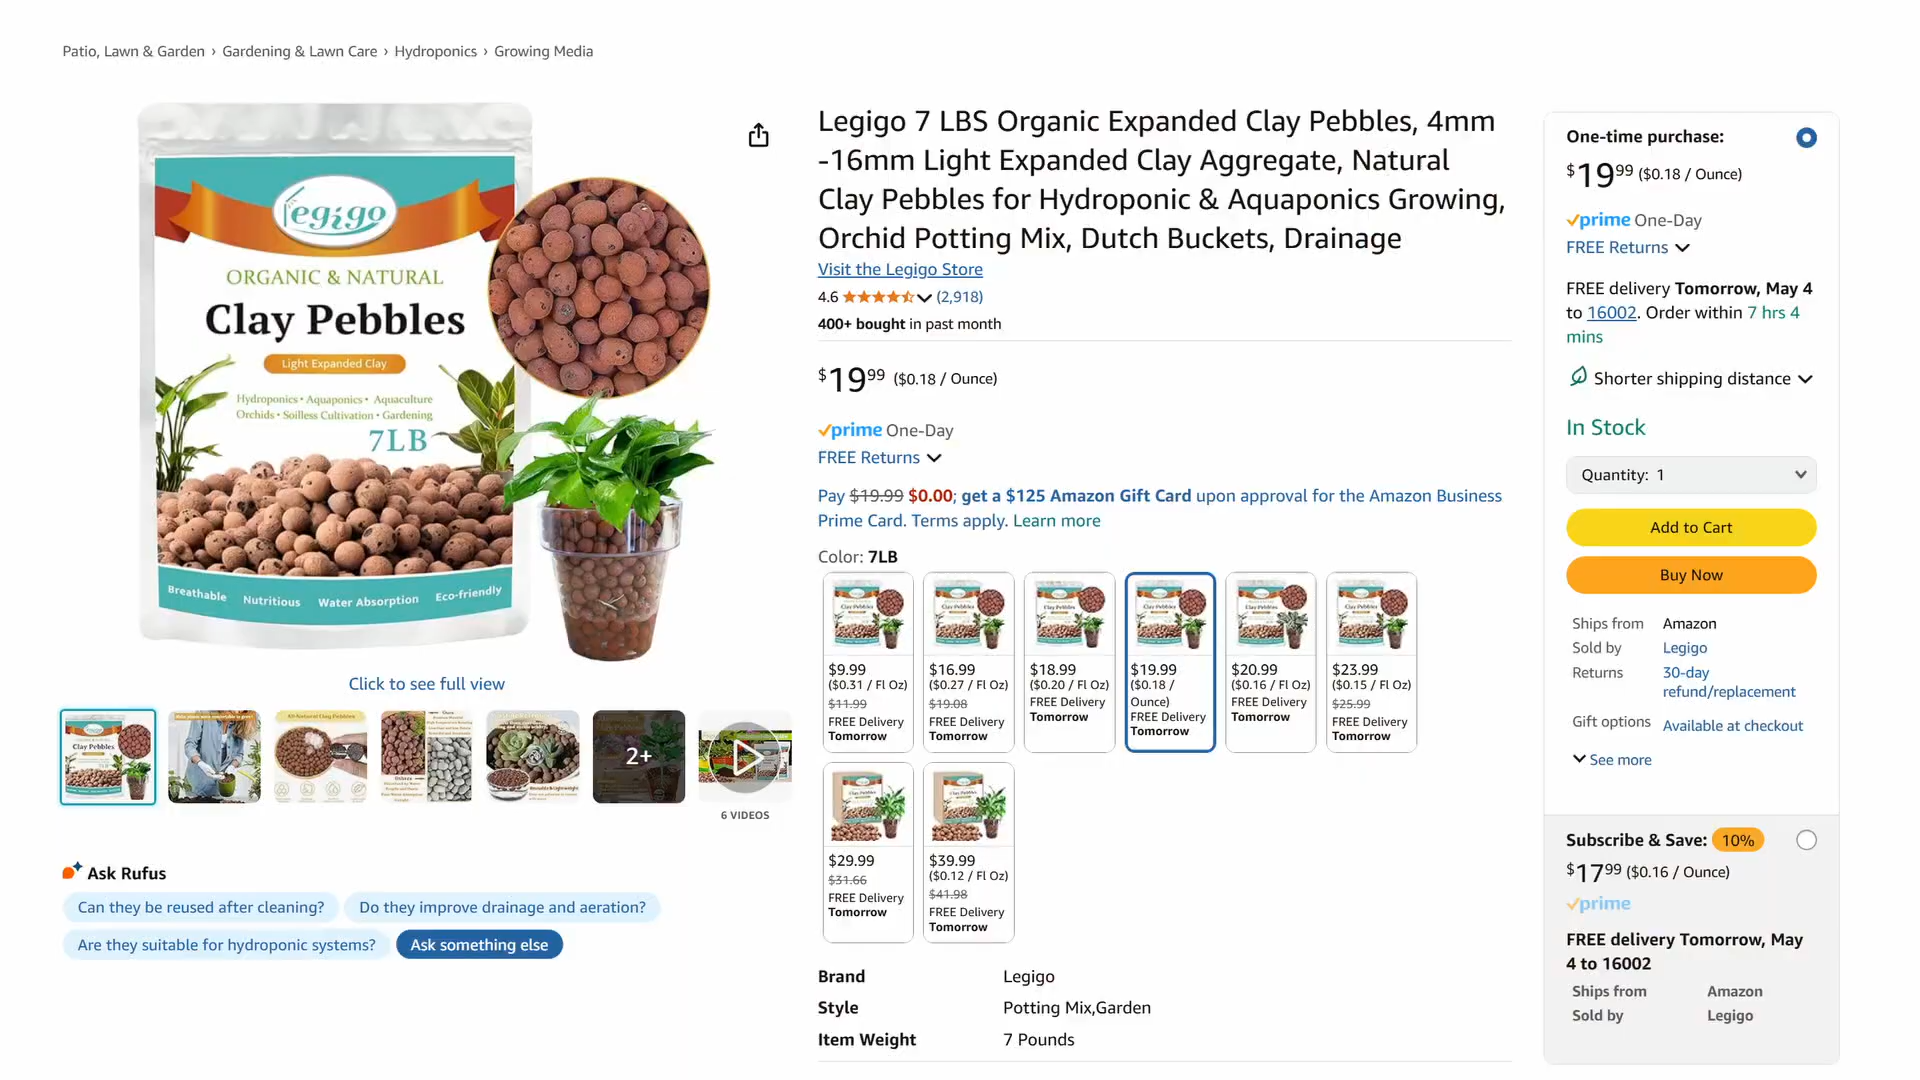 Patio, Lawn & Garden › Gardening & Lawn Care › Hydroponics › Growing Media
Legigo
ORGANIC & NATURAL
Clay Pebbles
Light Expanded Clay
Hydroponics • Aquaponics • Aquaculture
Orchids • Soilless Cultivation • Gardening
7LB
Breathable Nutritious Water Absorption Eco-friendly
Click to see full view
2+
6 VIDEOS
Ask Rufus
Can they be reused after cleaning?
Do they improve drainage and aeration?
Are they suitable for hydroponic systems?
Ask something else
Legigo 7 LBS Organic Expanded Clay Pebbles, 4mm
-16mm Light Expanded Clay Aggregate, Natural
Clay Pebbles for Hydroponic & Aquaponics Growing,
Orchid Potting Mix, Dutch Buckets, Drainage
Visit the Legigo Store
4.6 (2,918)
400+ bought in past month
$19.99 ($0.18 / Ounce)
prime One-Day
FREE Returns
Pay $19.99 $0.00; get a $125 Amazon Gift Card upon approval for the Amazon Business
Prime Card. Terms apply. Learn more
Color: 7LB
$9.99
($0.31 / Fl Oz)
$11.99
FREE Delivery
Tomorrow
$16.99
($0.27 / Fl Oz)
$19.08
FREE Delivery
Tomorrow
$18.99
($0.20 / Fl Oz)
FREE Delivery
Tomorrow
$19.99
($0.18 /
Ounce)
FREE Delivery
Tomorrow
$20.99
($0.16 / Fl Oz)
FREE Delivery
Tomorrow
$23.99
($0.15 / Fl Oz)
$25.99
FREE Delivery
Tomorrow
$29.99
$31.66
FREE Delivery
Tomorrow
$39.99
($0.12 / Fl Oz)
$41.98
FREE Delivery
Tomorrow
Brand Legigo
Style Potting Mix,Garden
Item Weight 7 Pounds
One-time purchase:
$19.99 ($0.18 / Ounce)
prime One-Day
FREE Returns
FREE delivery Tomorrow, May 4
to 16002. Order within 7 hrs 4
mins
Shorter shipping distance
In Stock
Quantity: 1
Add to Cart
Buy Now
Ships from Amazon
Sold by Legigo
Returns 30-day
refund/replacement
Gift options Available at checkout
See more
Subscribe & Save: 10%
$17.99 ($0.16 / Ounce)
prime
FREE delivery Tomorrow, May
4 to 16002
Ships from Amazon
Sold by Legigo